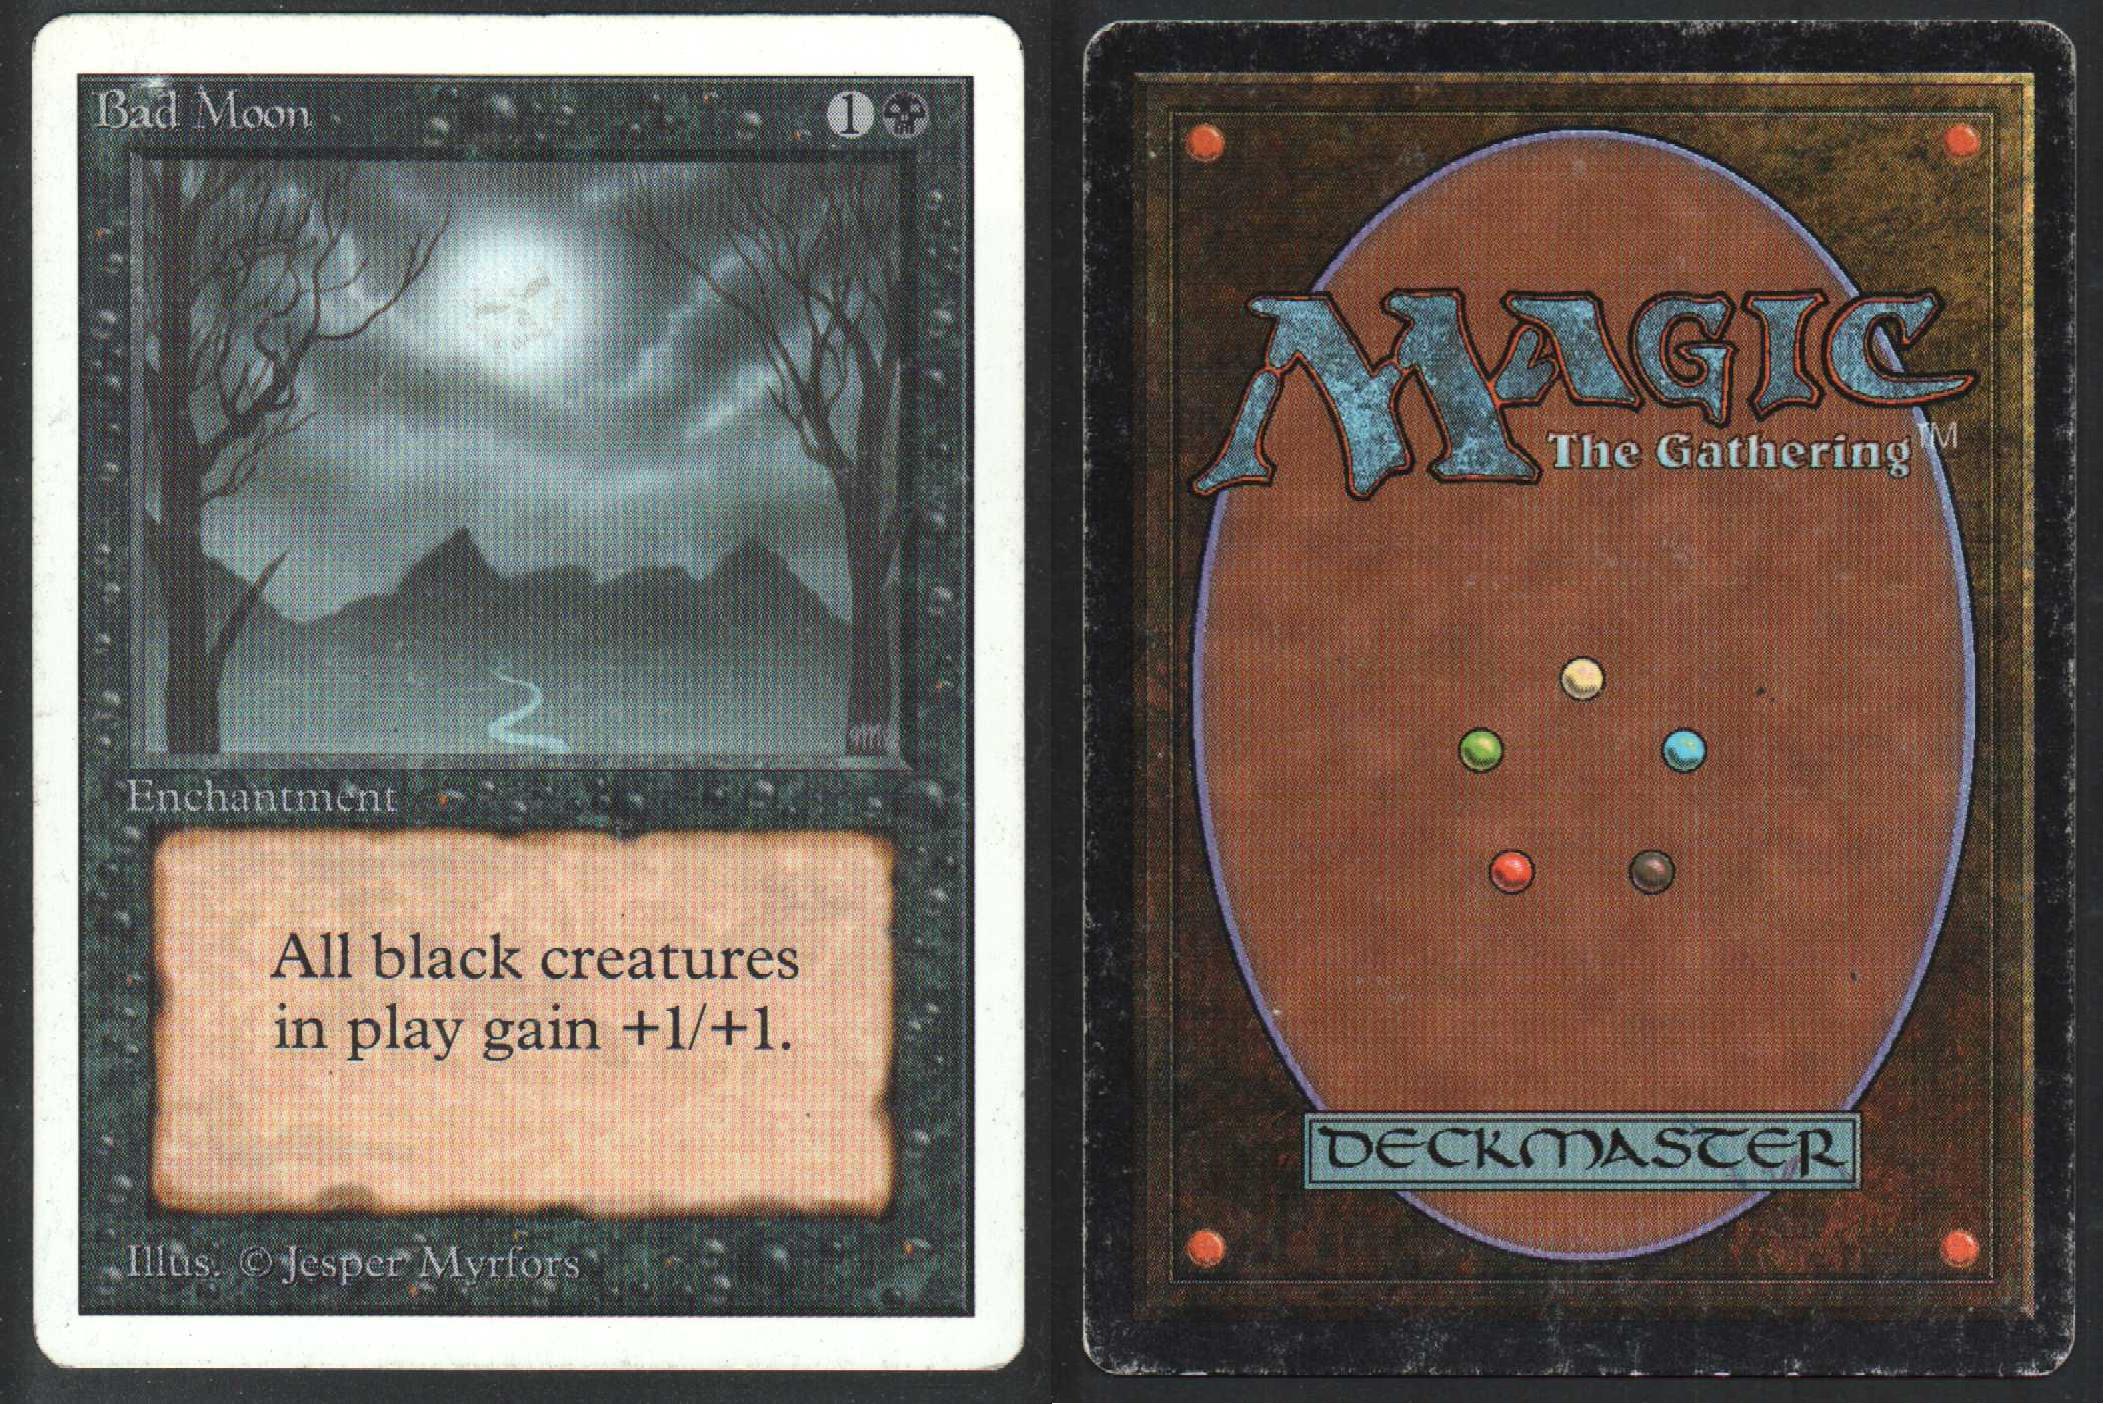 Bad Moon
1
Enchantment
All black creatures
in play gain +1/+1.
Illus. © Jesper Myrfors
MAGIC
The Gathering™
DECKMASTER